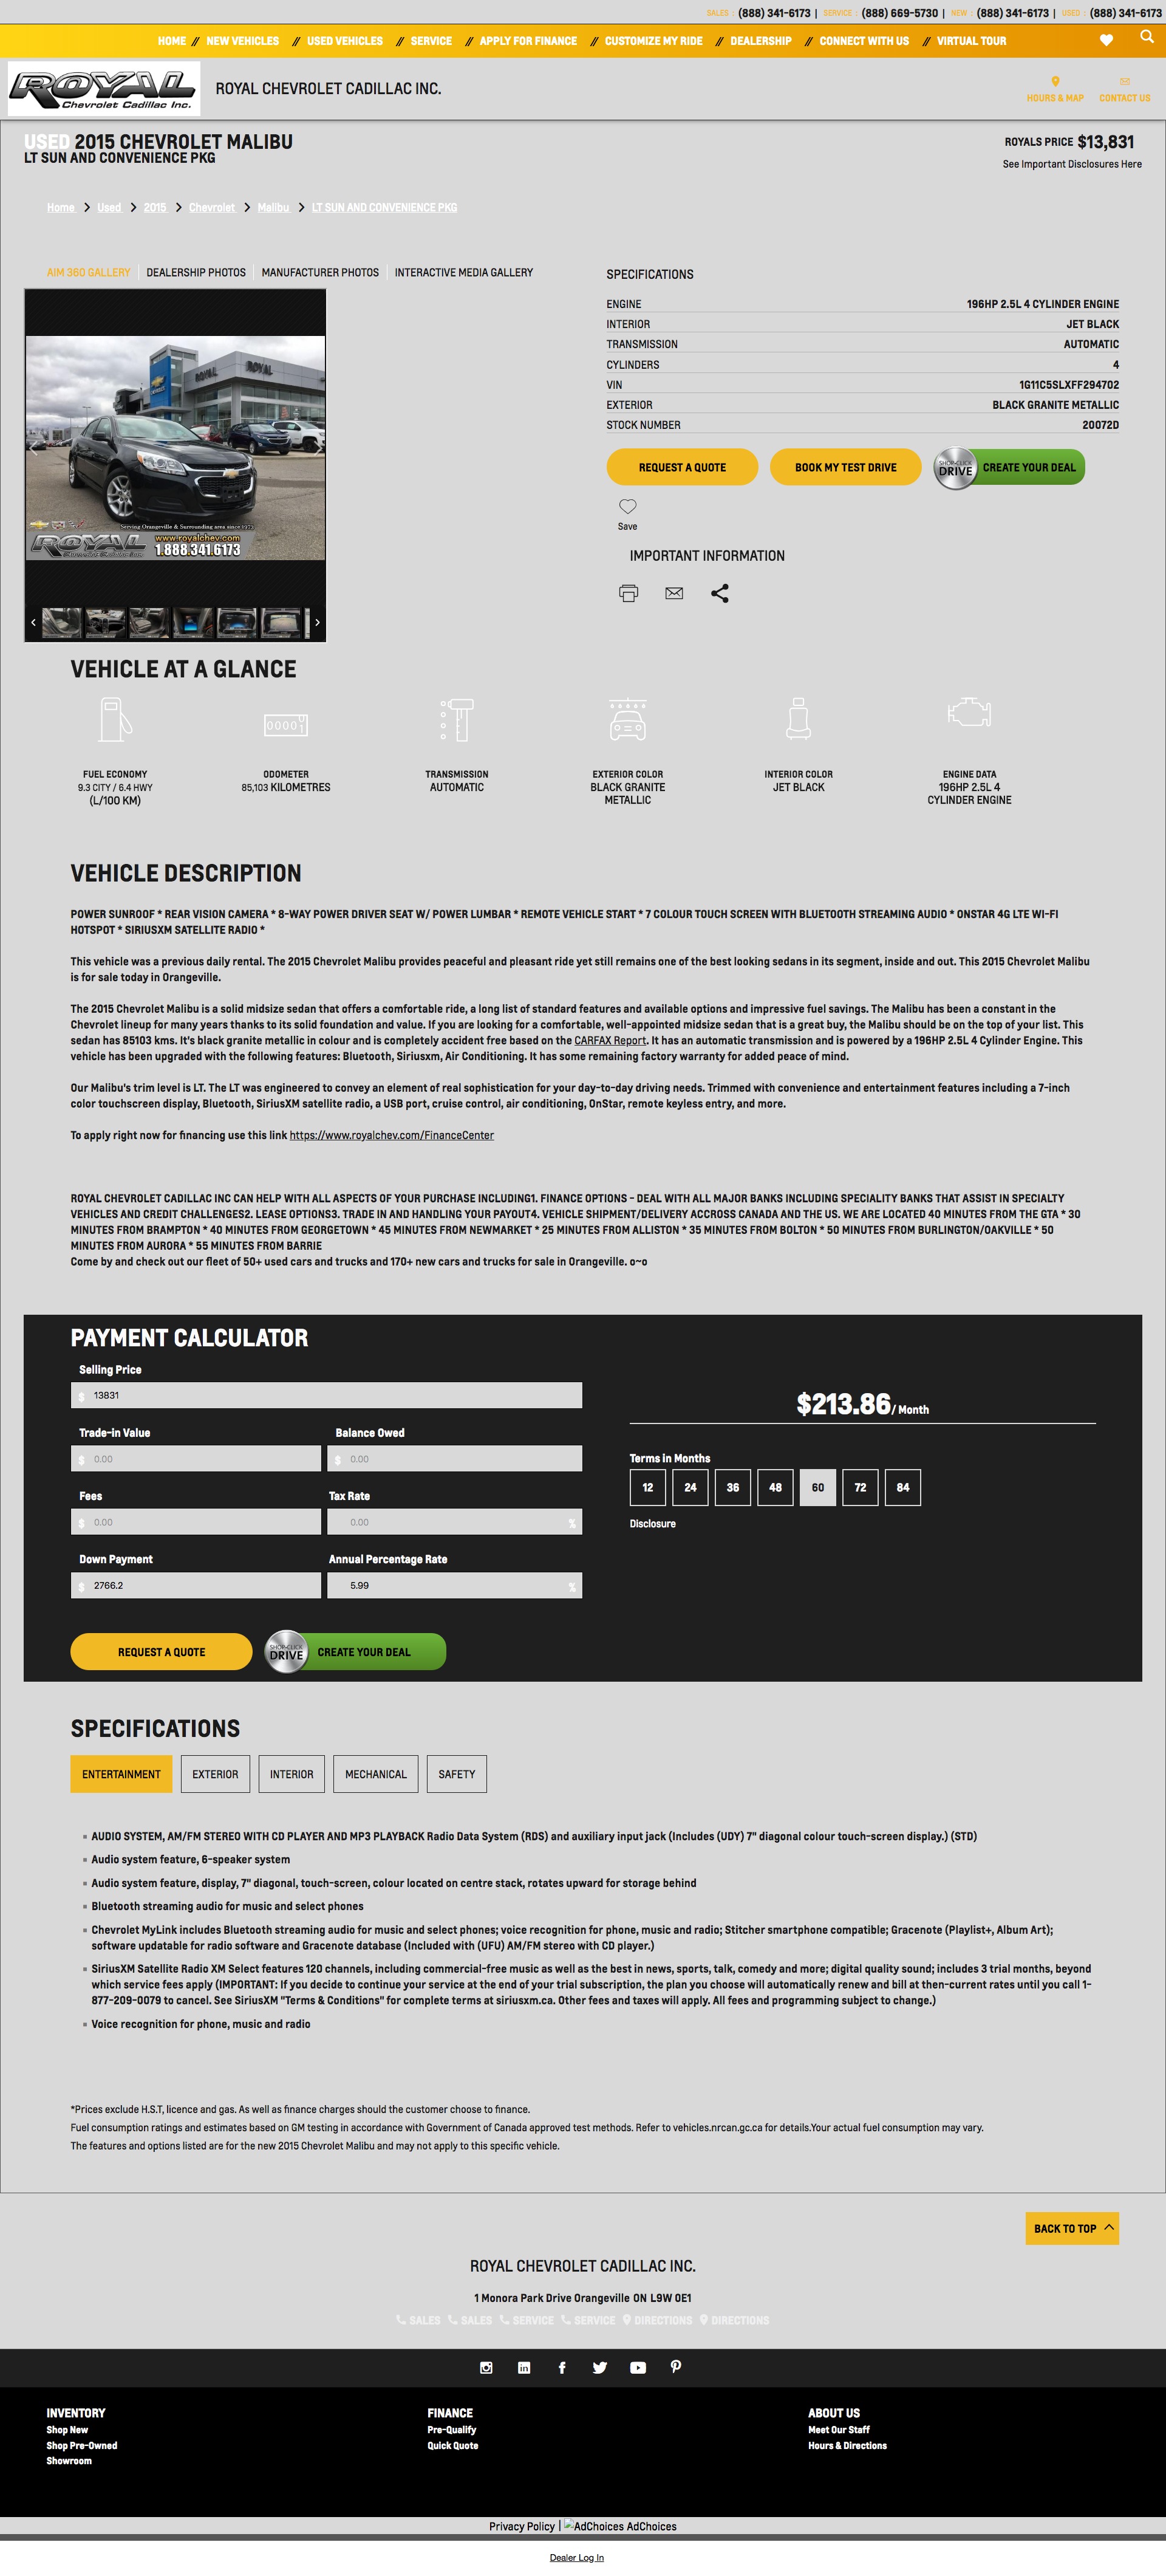 SALES : (888) 341-6173 | SERVICE : (888) 669-5730 | NEW : (888) 341-6173 | USED : (888) 341-6173
HOME // NEW VEHICLES // USED VEHICLES // SERVICE // APPLY FOR FINANCE // CUSTOMIZE MY RIDE // DEALERSHIP // CONNECT WITH US // VIRTUAL TOUR
ROYAL
Chevrolet Cadillac Inc.
ROYAL CHEVROLET CADILLAC INC.
HOURS & MAP
CONTACT US
USED 2015 CHEVROLET MALIBU
LT SUN AND CONVENIENCE PKG
ROYALS PRICE $13,831
See Important Disclosures Here
Home > Used > 2015 > Chevrolet > Malibu > LT SUN AND CONVENIENCE PKG
AIM 360 GALLERY | DEALERSHIP PHOTOS | MANUFACTURER PHOTOS | INTERACTIVE MEDIA GALLERY
ROYAL
ROYAL
Serving Orangeville & Surrounding area since 1973
ROYAL
www.royalchev.com
1.888.341.6173
SPECIFICATIONS
ENGINE 196HP 2.5L 4 CYLINDER ENGINE
INTERIOR JET BLACK
TRANSMISSION AUTOMATIC
CYLINDERS 4
VIN 1G11C5SLXFF294702
EXTERIOR BLACK GRANITE METALLIC
STOCK NUMBER 20072D
REQUEST A QUOTE
BOOK MY TEST DRIVE
SHOP·CLICK DRIVE
CREATE YOUR DEAL
Save
IMPORTANT INFORMATION
VEHICLE AT A GLANCE
FUEL ECONOMY
9.3 CITY / 6.4 HWY
(L/100 KM)
ODOMETER
85,103 KILOMETRES
TRANSMISSION
AUTOMATIC
EXTERIOR COLOR
BLACK GRANITE
METALLIC
INTERIOR COLOR
JET BLACK
ENGINE DATA
196HP 2.5L 4
CYLINDER ENGINE
VEHICLE DESCRIPTION
POWER SUNROOF * REAR VISION CAMERA * 8-WAY POWER DRIVER SEAT W/ POWER LUMBAR * REMOTE VEHICLE START * 7 COLOUR TOUCH SCREEN WITH BLUETOOTH STREAMING AUDIO * ONSTAR 4G LTE WI-FI
HOTSPOT * SIRIUSXM SATELLITE RADIO *
This vehicle was a previous daily rental. The 2015 Chevrolet Malibu provides peaceful and pleasant ride yet still remains one of the best looking sedans in its segment, inside and out. This 2015 Chevrolet Malibu
is for sale today in Orangeville.
The 2015 Chevrolet Malibu is a solid midsize sedan that offers a comfortable ride, a long list of standard features and available options and impressive fuel savings. The Malibu has been a constant in the
Chevrolet lineup for many years thanks to its solid foundation and value. If you are looking for a comfortable, well-appointed midsize sedan that is a great buy, the Malibu should be on the top of your list. This
sedan has 85103 kms. It's black granite metallic in colour and is completely accident free based on the CARFAX Report. It has an automatic transmission and is powered by a 196HP 2.5L 4 Cylinder Engine. This
vehicle has been upgraded with the following features: Bluetooth, Siriusxm, Air Conditioning. It has some remaining factory warranty for added peace of mind.
Our Malibu's trim level is LT. The LT was engineered to convey an element of real sophistication for your day-to-day driving needs. Trimmed with convenience and entertainment features including a 7-inch
color touchscreen display, Bluetooth, SiriusXM satellite radio, a USB port, cruise control, air conditioning, OnStar, remote keyless entry, and more.
To apply right now for financing use this link https://www.royalchev.com/FinanceCenter
ROYAL CHEVROLET CADILLAC INC CAN HELP WITH ALL ASPECTS OF YOUR PURCHASE INCLUDING1. FINANCE OPTIONS - DEAL WITH ALL MAJOR BANKS INCLUDING SPECIALITY BANKS THAT ASSIST IN SPECIALTY
VEHICLES AND CREDIT CHALLENGES2. LEASE OPTIONS3. TRADE IN AND HANDLING YOUR PAYOUT4. VEHICLE SHIPMENT/DELIVERY ACCROSS CANADA AND THE US. WE ARE LOCATED 40 MINUTES FROM THE GTA * 30
MINUTES FROM BRAMPTON * 40 MINUTES FROM GEORGETOWN * 45 MINUTES FROM NEWMARKET * 25 MINUTES FROM ALLISTON * 35 MINUTES FROM BOLTON * 50 MINUTES FROM BURLINGTON/OAKVILLE * 50
MINUTES FROM AURORA * 55 MINUTES FROM BARRIE
Come by and check out our fleet of 50+ used cars and trucks and 170+ new cars and trucks for sale in Orangeville. o~o
PAYMENT CALCULATOR
Selling Price
$ 13831
Trade-in Value
$ 0.00
Balance Owed
$ 0.00
Fees
$ 0.00
Tax Rate
0.00 %
Down Payment
$ 2766.2
Annual Percentage Rate
5.99 %
$213.86 / Month
Terms in Months
12 24 36 48 60 72 84
Disclosure
REQUEST A QUOTE
SHOP·CLICK DRIVE
CREATE YOUR DEAL
SPECIFICATIONS
ENTERTAINMENT EXTERIOR INTERIOR MECHANICAL SAFETY
AUDIO SYSTEM, AM/FM STEREO WITH CD PLAYER AND MP3 PLAYBACK Radio Data System (RDS) and auxiliary input jack (Includes (UDY) 7" diagonal colour touch-screen display.) (STD)
Audio system feature, 6-speaker system
Audio system feature, display, 7" diagonal, touch-screen, colour located on centre stack, rotates upward for storage behind
Bluetooth streaming audio for music and select phones
Chevrolet MyLink includes Bluetooth streaming audio for music and select phones; voice recognition for phone, music and radio; Stitcher smartphone compatible; Gracenote (Playlist+, Album Art);
software updatable for radio software and Gracenote database (Included with (UFU) AM/FM stereo with CD player.)
SiriusXM Satellite Radio XM Select features 120 channels, including commercial-free music as well as the best in news, sports, talk, comedy and more; digital quality sound; includes 3 trial months, beyond
which service fees apply (IMPORTANT: If you decide to continue your service at the end of your trial subscription, the plan you choose will automatically renew and bill at then-current rates until you call 1-
877-209-0079 to cancel. See SiriusXM "Terms & Conditions" for complete terms at siriusxm.ca. Other fees and taxes will apply. All fees and programming subject to change.)
Voice recognition for phone, music and radio
*Prices exclude H.S.T, licence and gas. As well as finance charges should the customer choose to finance.
Fuel consumption ratings and estimates based on GM testing in accordance with Government of Canada approved test methods. Refer to vehicles.nrcan.gc.ca for details.Your actual fuel consumption may vary.
The features and options listed are for the new 2015 Chevrolet Malibu and may not apply to this specific vehicle.
BACK TO TOP
ROYAL CHEVROLET CADILLAC INC.
1 Monora Park Drive Orangeville ON L9W 0E1
SALES SALES SERVICE SERVICE DIRECTIONS DIRECTIONS
INVENTORY
Shop New
Shop Pre-Owned
Showroom
FINANCE
Pre-Qualify
Quick Quote
ABOUT US
Meet Our Staff
Hours & Directions
Privacy Policy | AdChoices AdChoices
Dealer Log In